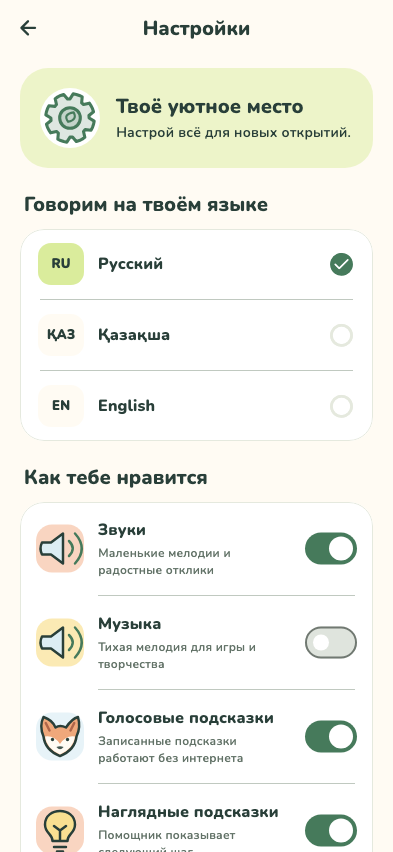 Настройки
Твоё уютное место
Настрой всё для новых открытий.
Говорим на твоём языке
RU
Русский
ҚАЗ
Қазақша
EN
English
Как тебе нравится
Звуки
Маленькие мелодии и
радостные отклики
Музыка
Тихая мелодия для игры и
творчества
Голосовые подсказки
Записанные подсказки
работают без интернета
Наглядные подсказки
Помощник показывает
следующий шаг